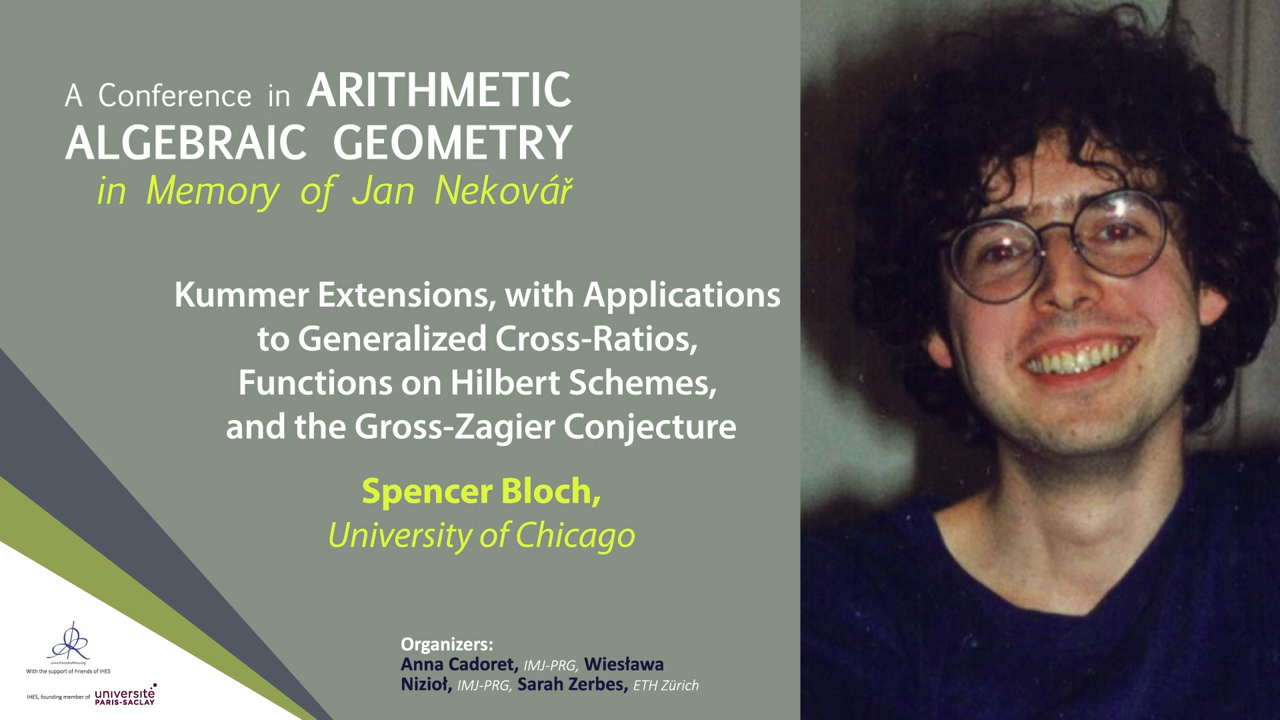 A Conference in ARITHMETIC
ALGEBRAIC GEOMETRY
in Memory of Jan Nekovář
Kummer Extensions, with Applications
to Generalized Cross-Ratios,
Functions on Hilbert Schemes,
and the Gross-Zagier Conjecture
Spencer Bloch,
University of Chicago
Organizers:
Anna Cadoret, IMJ-PRG, Wiesława
Nizioł, IMJ-PRG, Sarah Zerbes, ETH Zürich
With the support of Friends of IHES
IHES, founding member of
université
PARIS-SACLAY